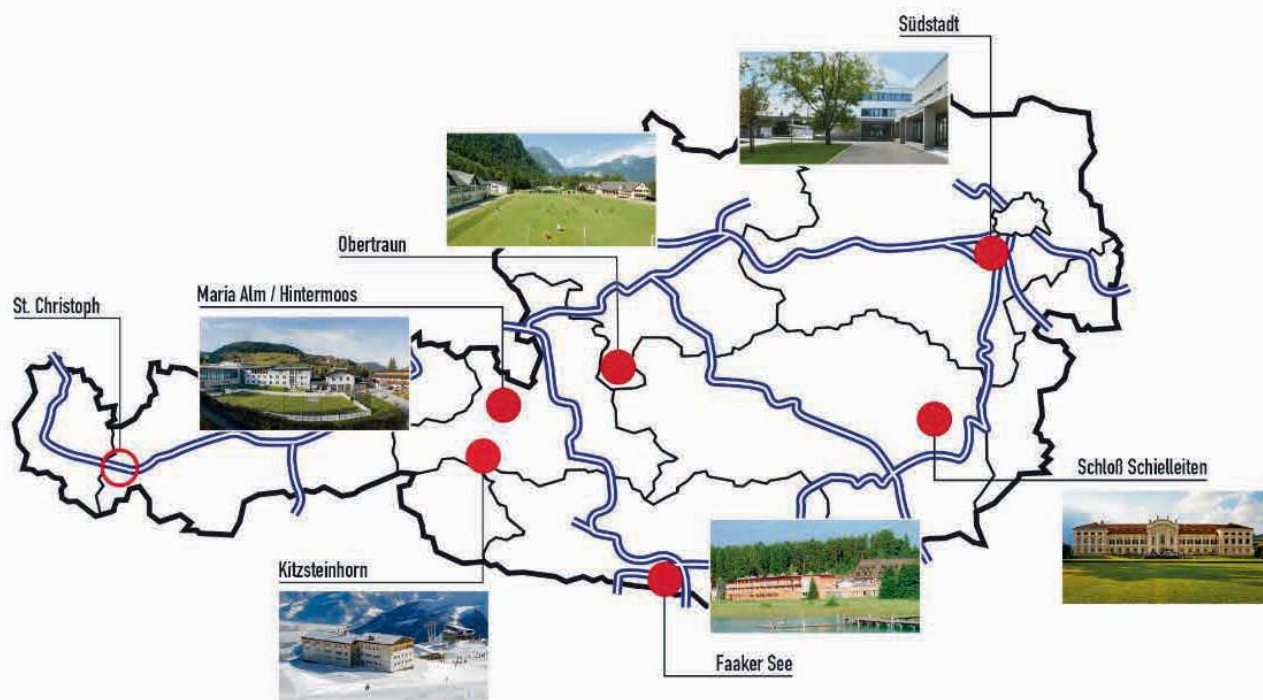 Südstadt
Obertraun
Maria Alm / Hintermoos
St. Christoph
Schloß Schielleiten
Kitzsteinhorn
Faaker See